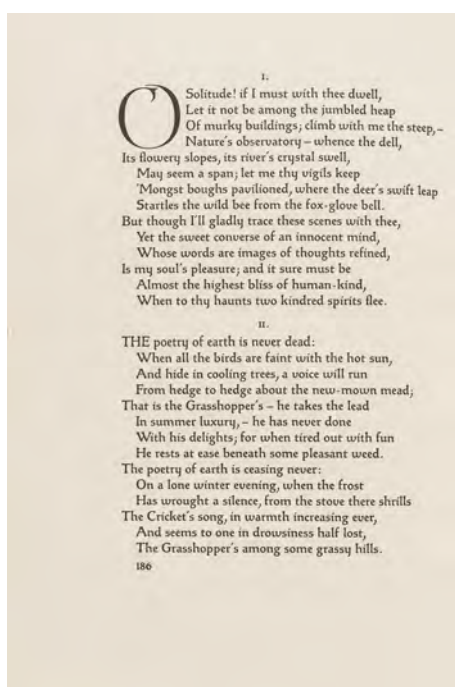 I.
O Solitude! if I must with thee dwell,
Let it not be among the jumbled heap
Of murky buildings; climb with me the steep,–
Nature's observatory – whence the dell,
Its flowery slopes, its river's crystal swell,
May seem a span; let me thy vigils keep
'Mongst boughs pavilioned, where the deer's swift leap
Startles the wild bee from the fox-glove bell.
But though I'll gladly trace these scenes with thee,
Yet the sweet converse of an innocent mind,
Whose words are images of thoughts refined,
Is my soul's pleasure; and it sure must be
Almost the highest bliss of human-kind,
When to thy haunts two kindred spirits flee.
II.
THE poetry of earth is never dead:
When all the birds are faint with the hot sun,
And hide in cooling trees, a voice will run
From hedge to hedge about the new-mown mead;
That is the Grasshopper's – he takes the lead
In summer luxury, – he has never done
With his delights; for when tired out with fun
He rests at ease beneath some pleasant weed.
The poetry of earth is ceasing never:
On a lone winter evening, when the frost
Has wrought a silence, from the stove there shrills
The Cricket's song, in warmth increasing ever,
And seems to one in drowsiness half lost,
The Grasshopper's among some grassy hills.
186